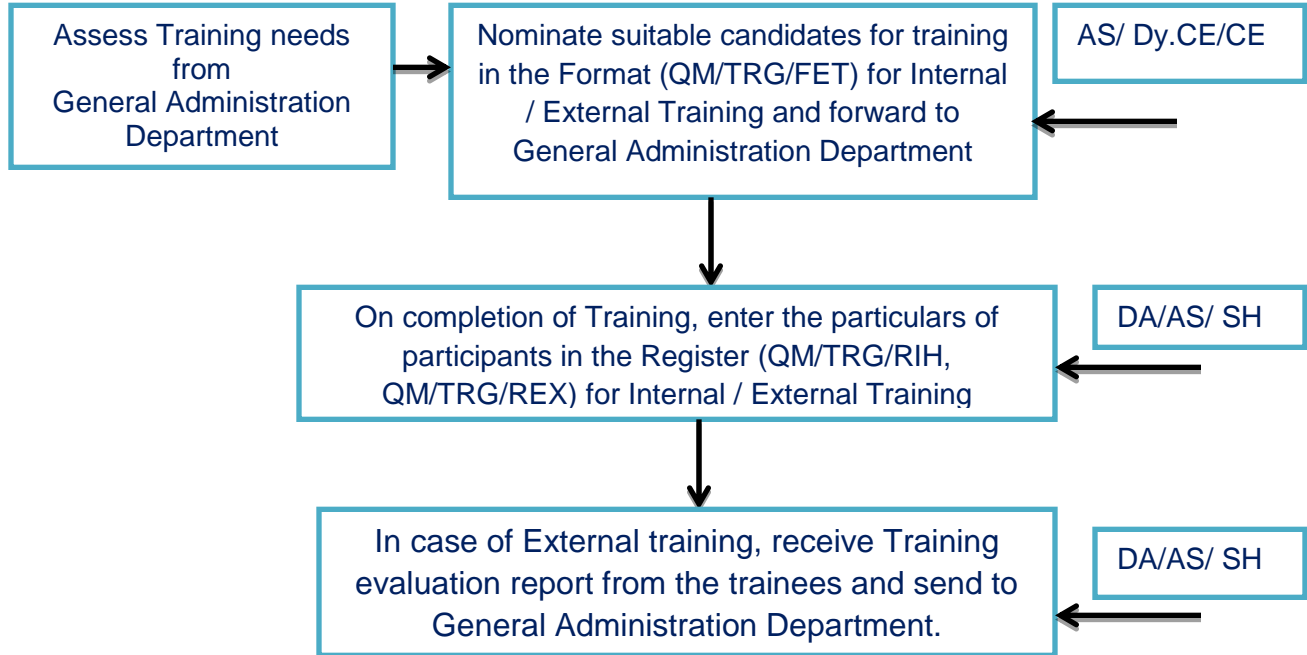 Assess Training needs
from
General Administration
Department
Nominate suitable candidates for training
in the Format (QM/TRG/FET) for Internal
/ External Training and forward to
General Administration Department
AS/ Dy.CE/CE
On completion of Training, enter the particulars of
participants in the Register (QM/TRG/RIH,
QM/TRG/REX) for Internal / External Training
DA/AS/ SH
In case of External training, receive Training
evaluation report from the trainees and send to
General Administration Department.
DA/AS/ SH